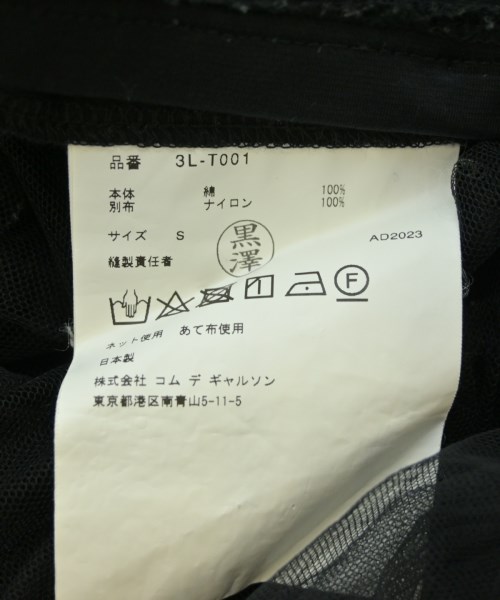 品番 3L-T001
本体 綿 100%
別布 ナイロン 100%
サイズ S
AD2023
縫製責任者
黒澤
F
ネット使用 あて布使用
日本製
株式会社 コム デ ギャルソン
東京都港区南青山5-11-5